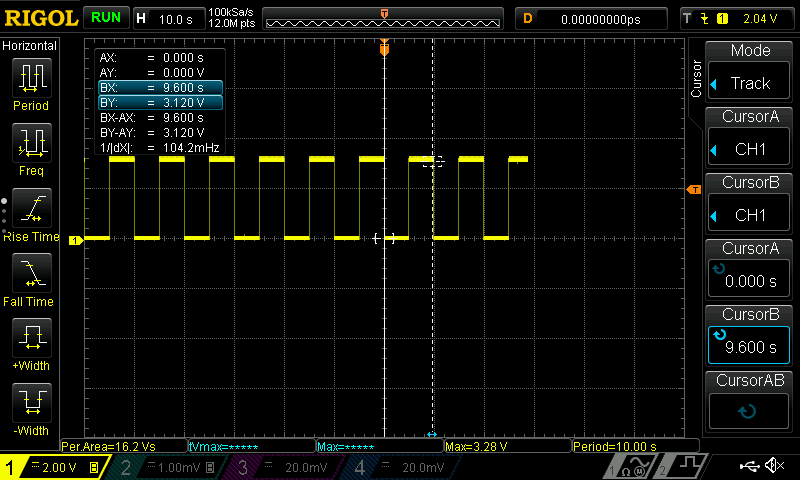 RIGOL RUN H 10.0 s 100kSa/s 12.0M pts T D 0.00000000ps T 1 2.04 V
Horizontal
Period
Freq
Rise Time
Fall Time
+Width
-Width
AX: = 0.000 s
AY: = 0.000 V
BX: = 9.600 s
BY: = 3.120 V
BX-AX: = 9.600 s
BY-AY: = 3.120 V
1/|dX|: = 104.2mHz
T
T
1
Cursor
Mode
Track
CursorA
CH1
CursorB
CH1
CursorA
0.000 s
CursorB
9.600 s
CursorAB
Per.Area=16.2 Vs fVmax=***** Max=***** Max=3.28 V Period=10.00 s
1 = 2.00 V B 2 = 1.00mV B 3 = 20.0mV 4 = 20.0mV 1 Ω M 2